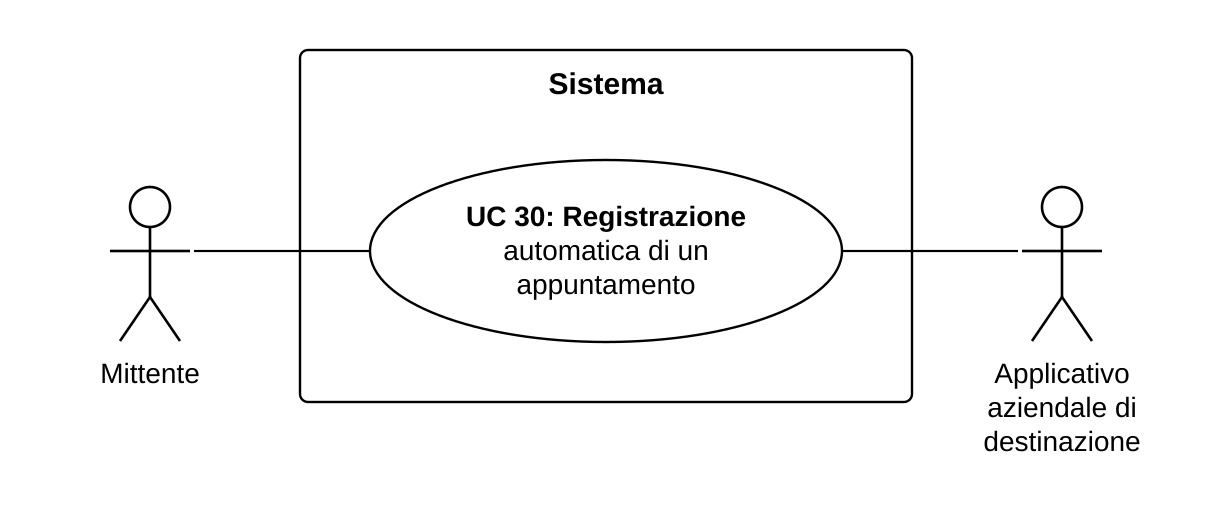 Sistema
UC 30: Registrazione
automatica di un
appuntamento
Mittente
Applicativo
aziendale di
destinazione